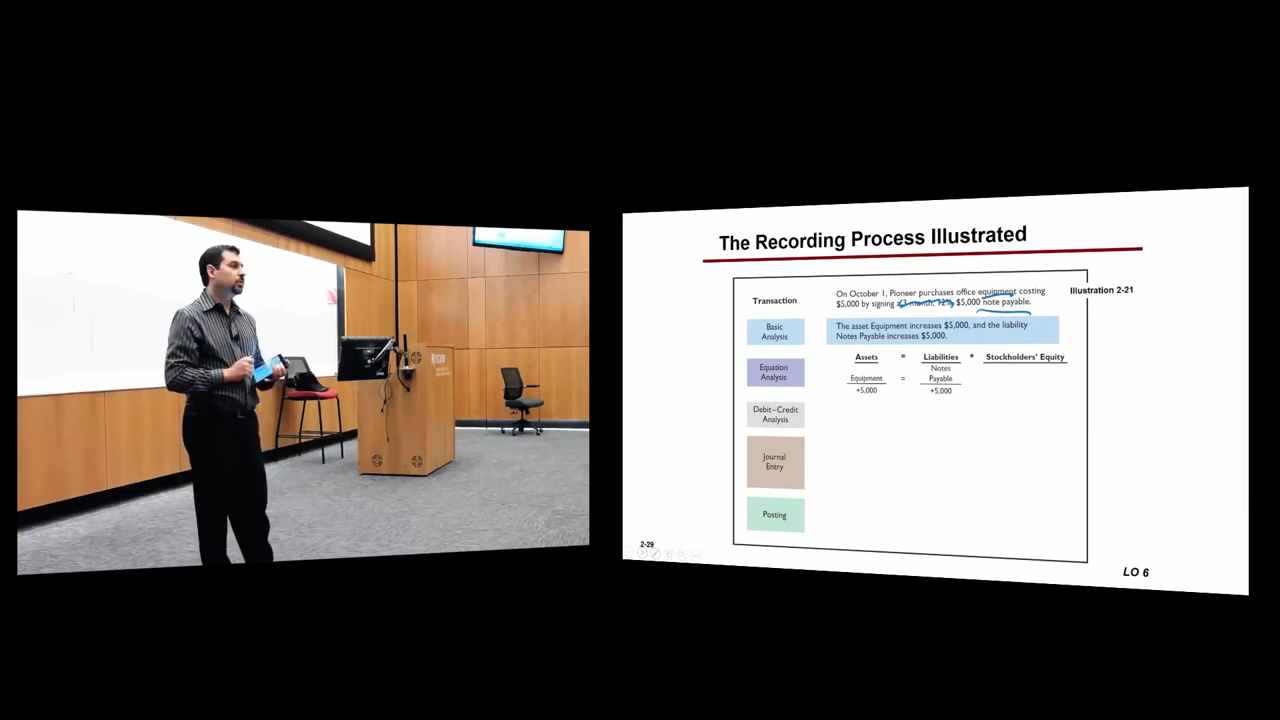 The Recording Process Illustrated
Illustration 2-21
Transaction
On October 1, Pioneer purchases office equipment costing
$5,000 by signing a 3-month, 12%, $5,000 note payable.
Basic
Analysis
The asset Equipment increases $5,000, and the liability
Notes Payable increases $5,000.
Equation
Analysis
Assets = Liabilities + Stockholders' Equity
Notes
Equipment = Payable
+5,000 +5,000
Debit–Credit
Analysis
Journal
Entry
Posting
2-29
LO 6